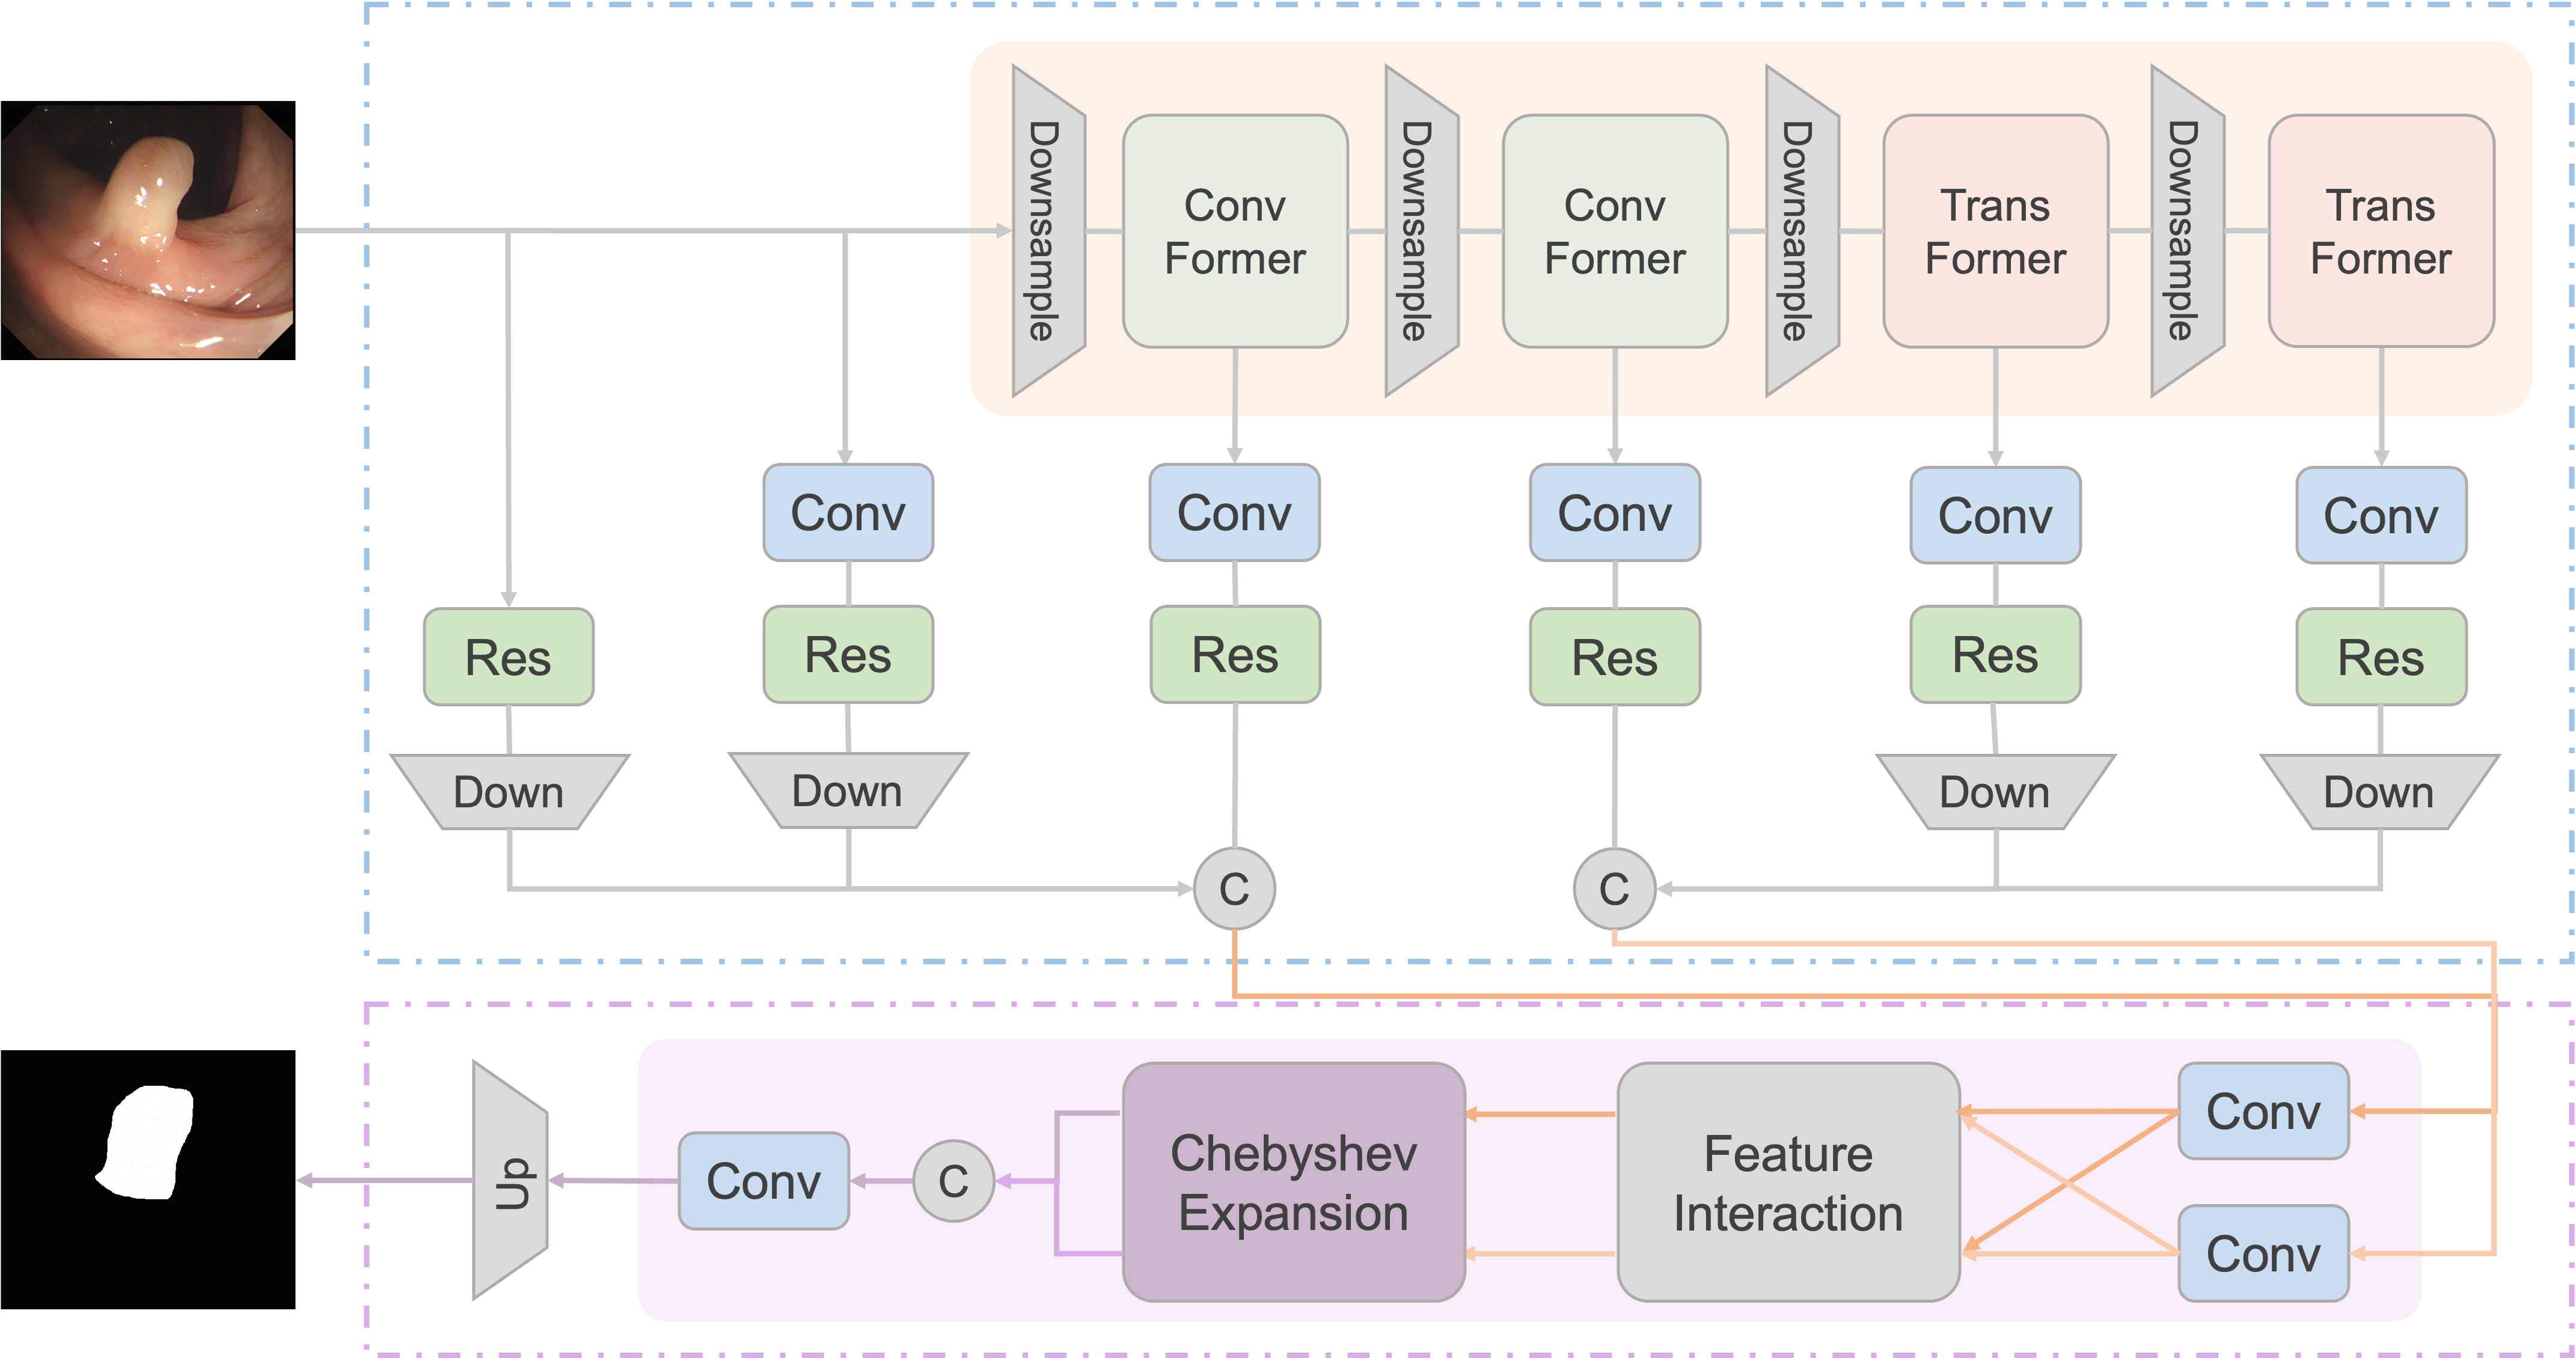 Downsample
Conv
Former
Downsample
Conv
Former
Downsample
Trans
Former
Downsample
Trans
Former
Conv
Conv
Conv
Conv
Conv
Res
Res
Res
Res
Res
Res
Down
Down
Down
Down
C
C
Up
Conv
C
Chebyshev
Expansion
Feature
Interaction
Conv
Conv